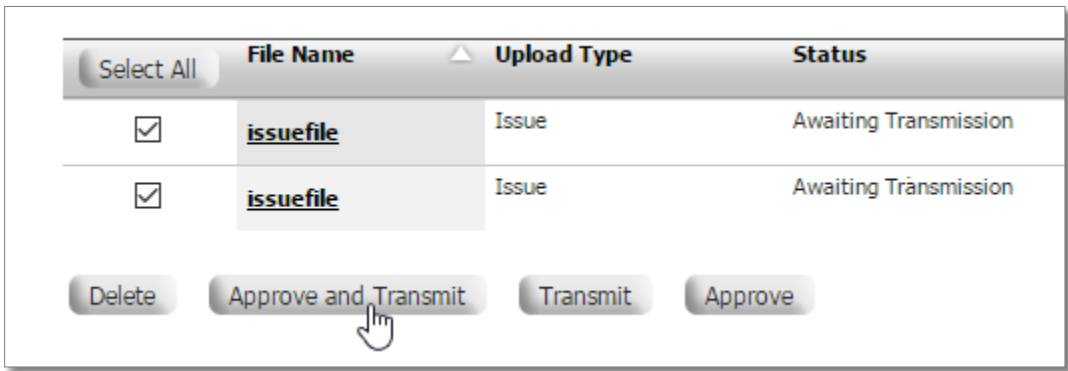 Select All File Name Upload Type Status
issuefile Issue Awaiting Transmission
issuefile Issue Awaiting Transmission
Delete Approve and Transmit Transmit Approve